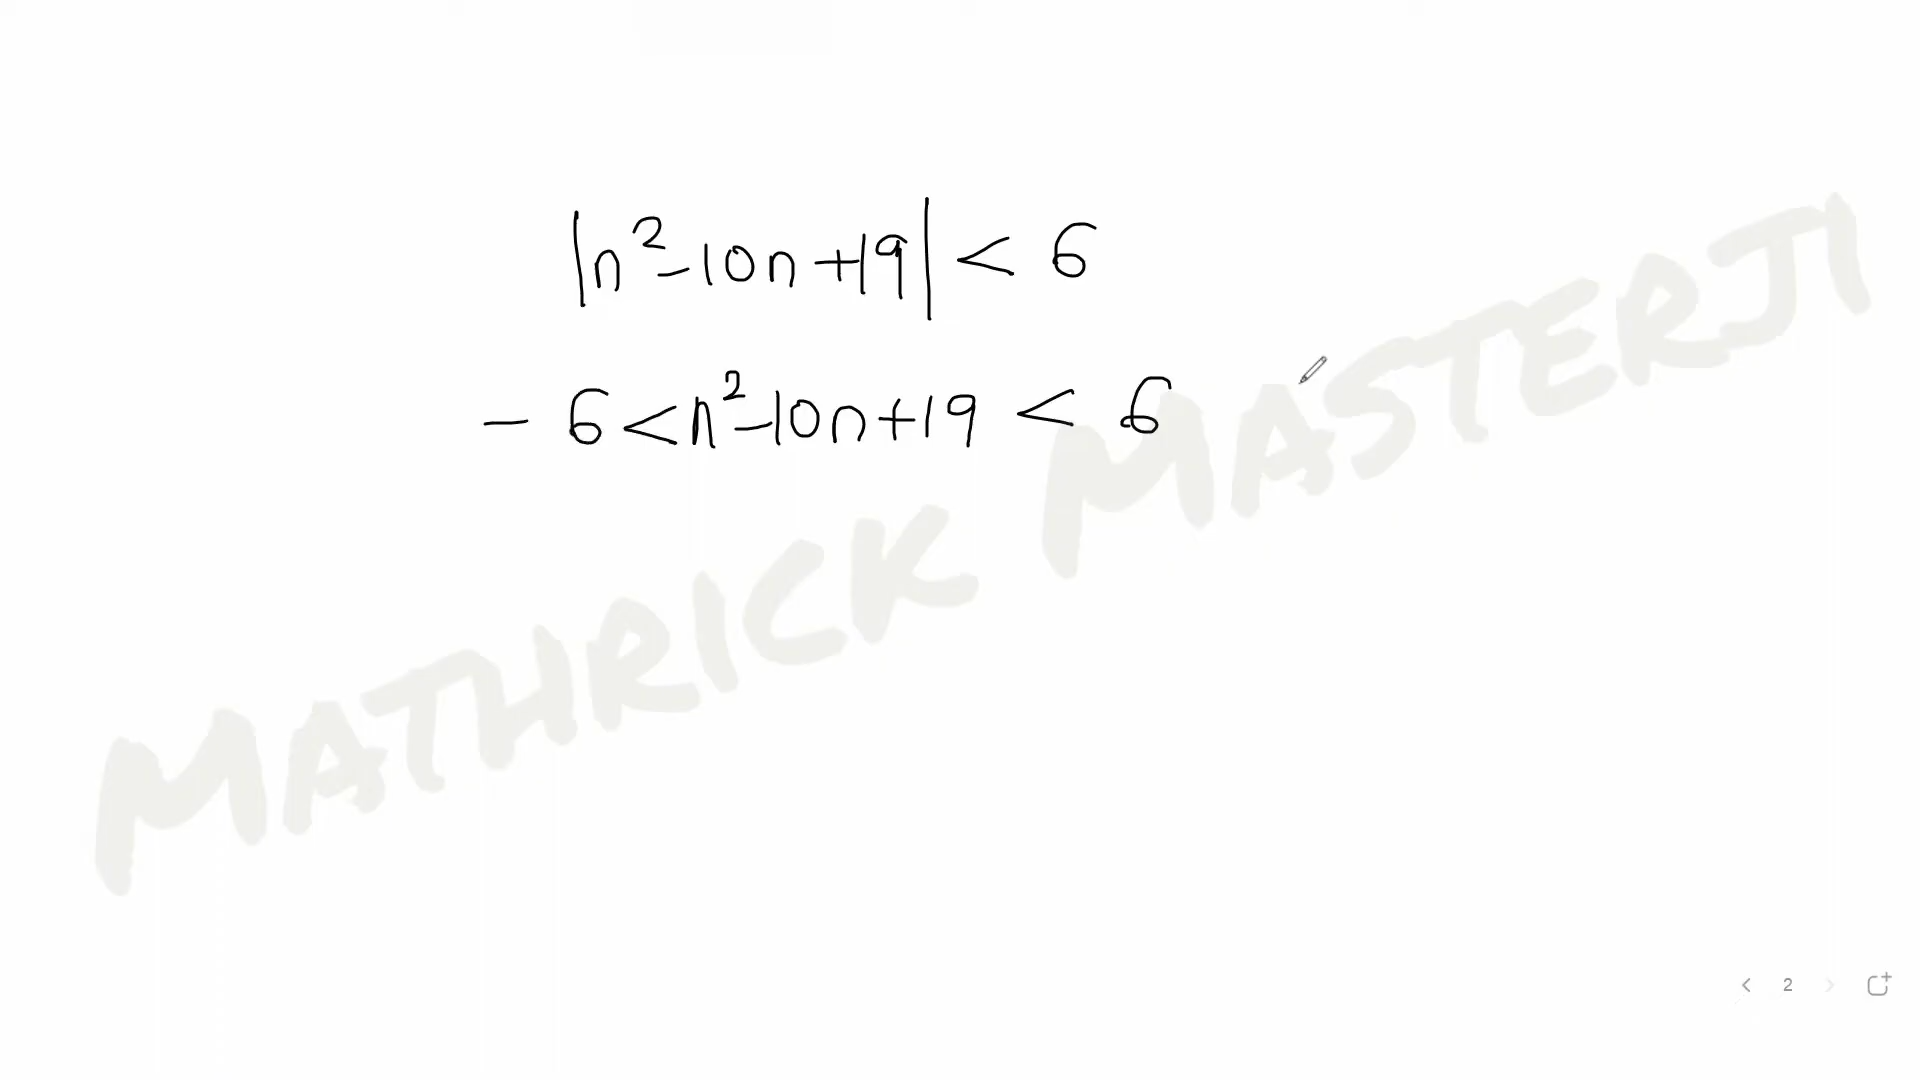 |n²-10n+19| < 6
- 6 < n²-10n+19 < 6
MATHRICK MASTERJI
2